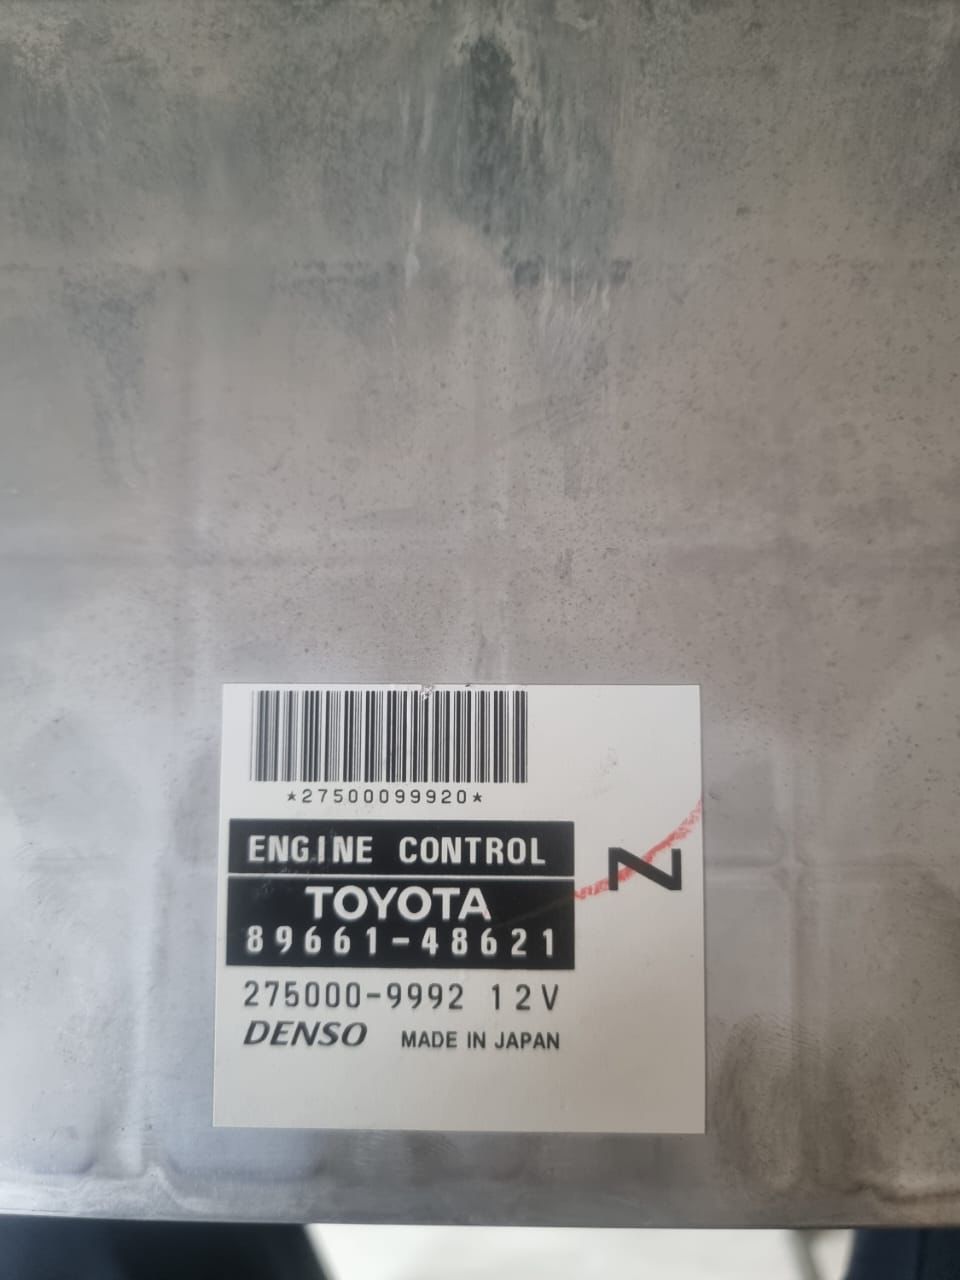 *27500099920*
ENGINE CONTROL
TOYOTA
89661-48621
N
275000-9992 12V
DENSO MADE IN JAPAN